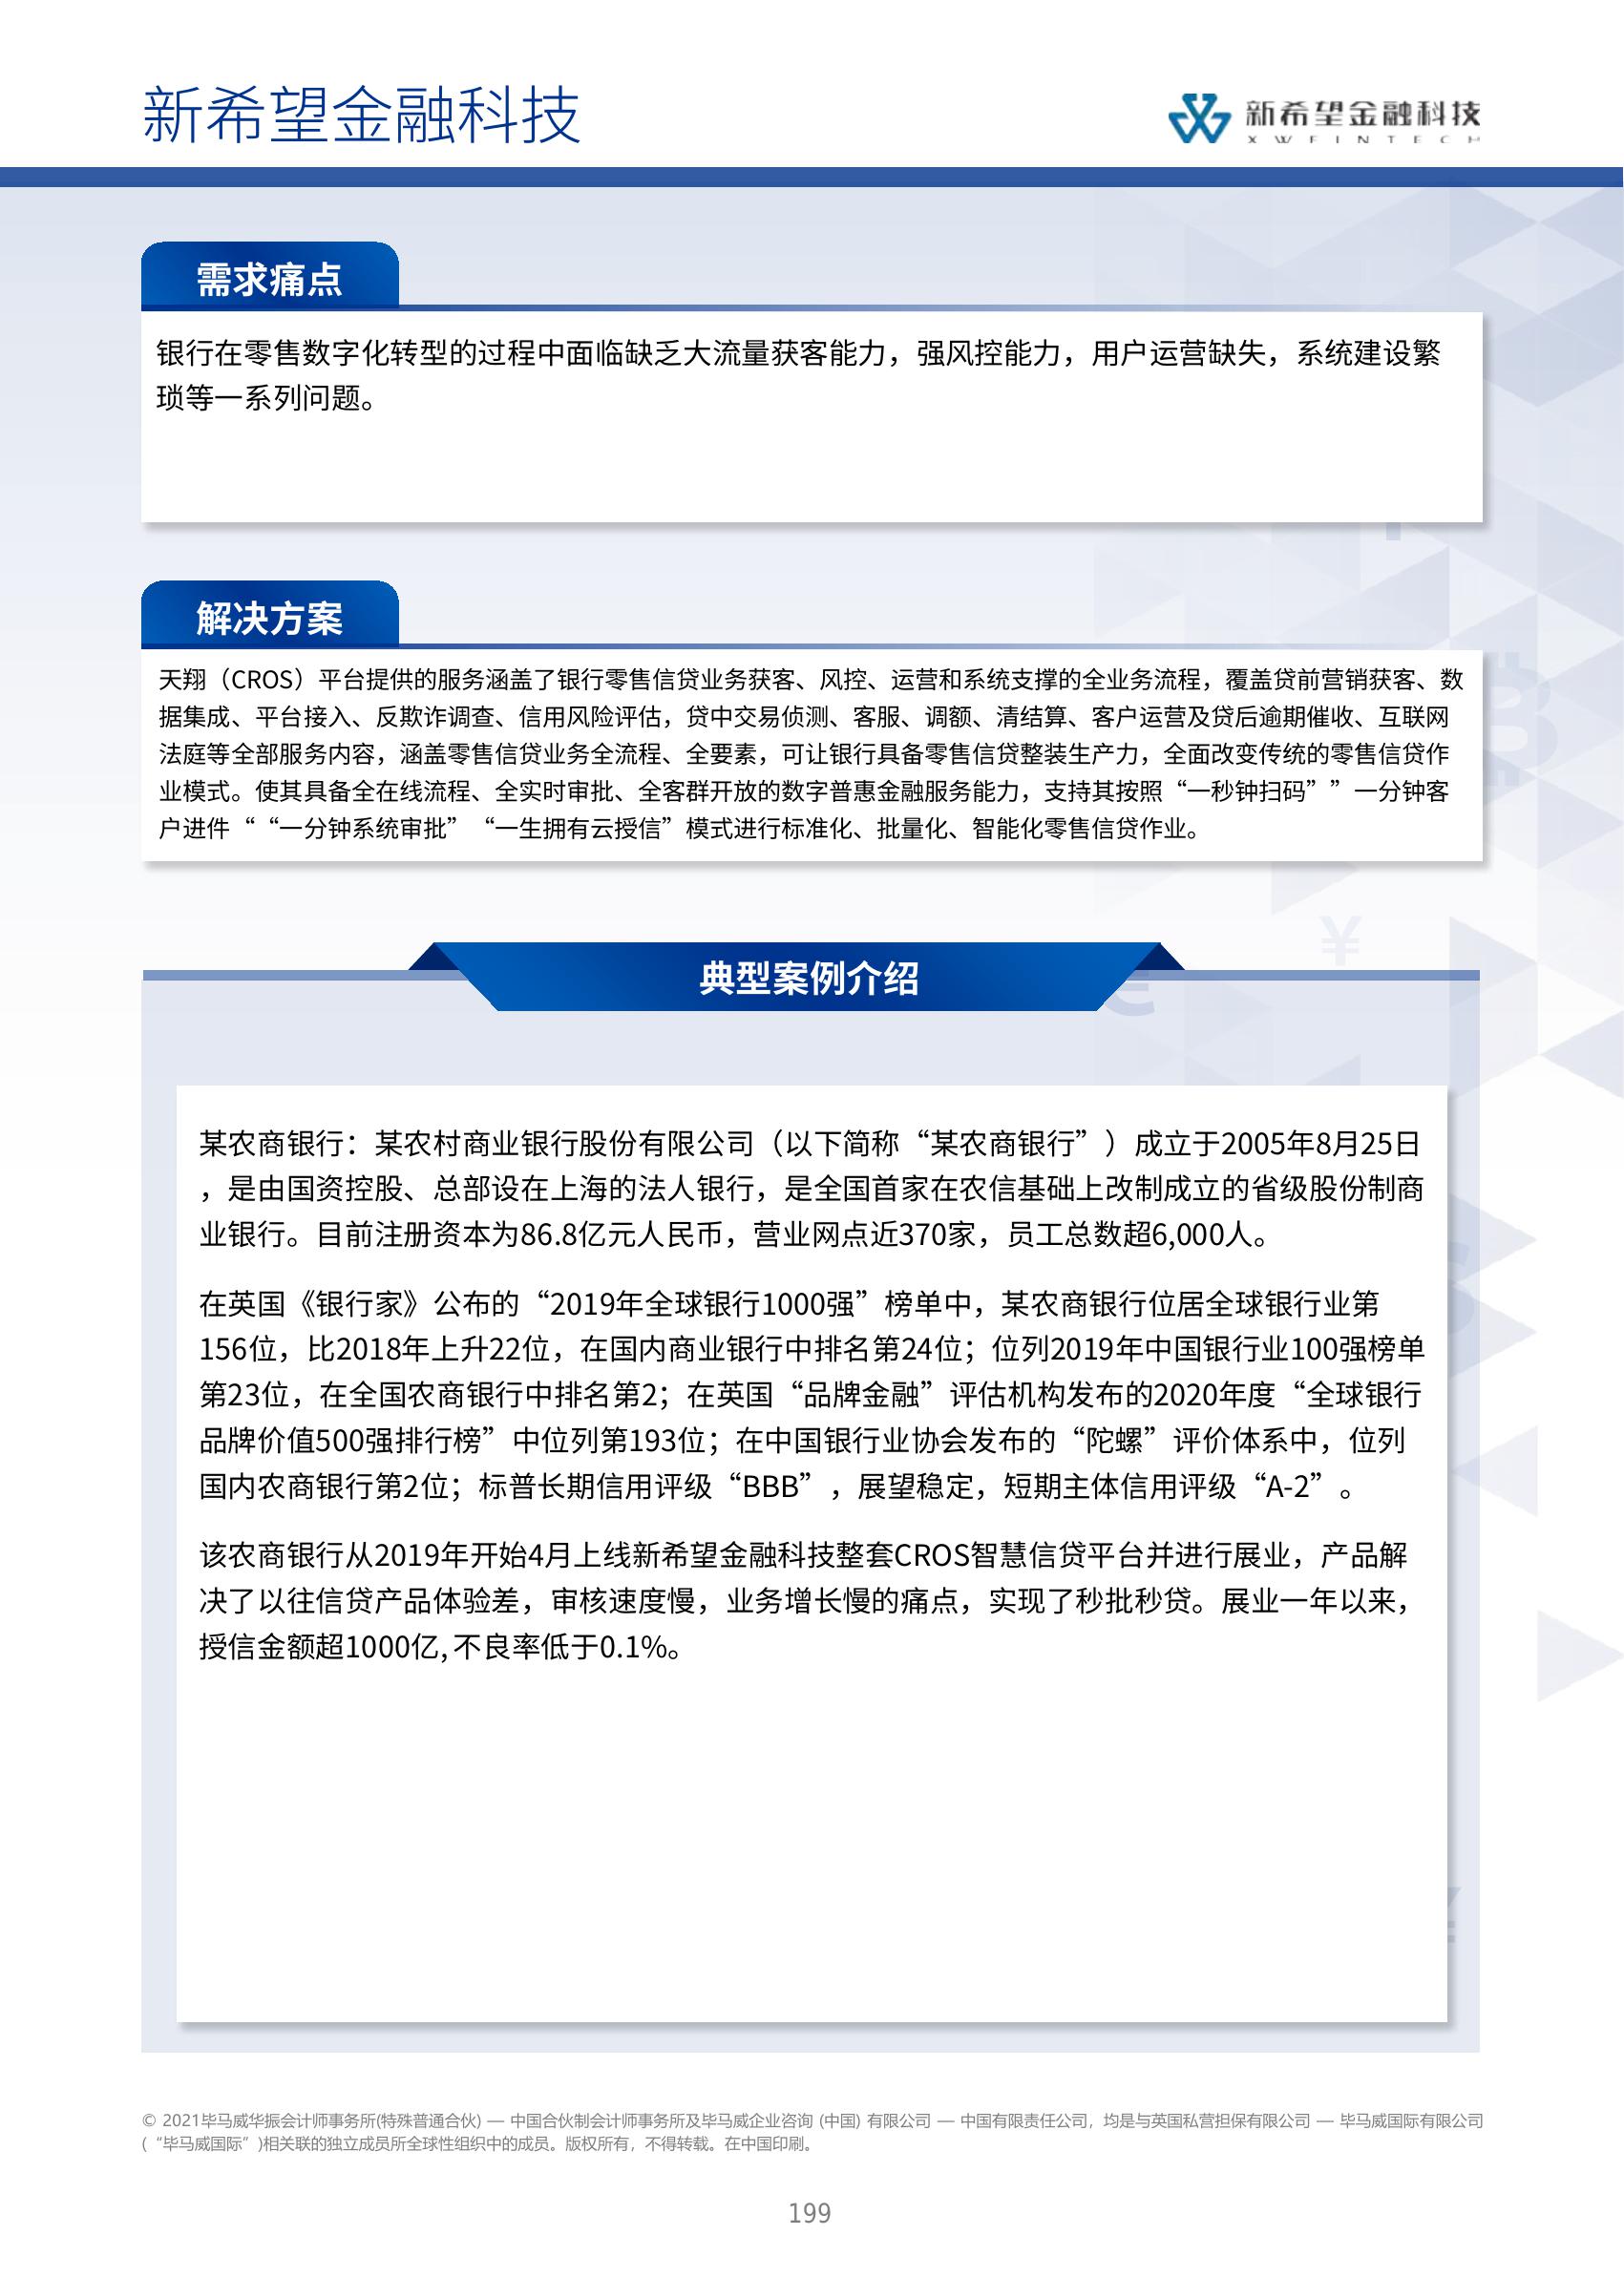 新希望金融科技
新希望金融科技
XWFINTECH
需求痛点
银行在零售数字化转型的过程中面临缺乏大流量获客能力，强风控能力，用户运营缺失，系统建设繁
琐等一系列问题。
解决方案
天翔（CROS）平台提供的服务涵盖了银行零售信贷业务获客、风控、运营和系统支撑的全业务流程，覆盖贷前营销获客、数
据集成、平台接入、反欺诈调查、信用风险评估，贷中交易侦测、客服、调额、清结算、客户运营及贷后逾期催收、互联网
法庭等全部服务内容，涵盖零售信贷业务全流程、全要素，可让银行具备零售信贷整装生产力，全面改变传统的零售信贷作
业模式。使其具备全在线流程、全实时审批、全客群开放的数字普惠金融服务能力，支持其按照“一秒钟扫码””一分钟客
户进件““一分钟系统审批”“一生拥有云授信”模式进行标准化、批量化、智能化零售信贷作业。
典型案例介绍
某农商银行：某农村商业银行股份有限公司（以下简称“某农商银行”）成立于2005年8月25日
，是由国资控股、总部设在上海的法人银行，是全国首家在农信基础上改制成立的省级股份制商
业银行。目前注册资本为86.8亿元人民币，营业网点近370家，员工总数超6,000人。
在英国《银行家》公布的“2019年全球银行1000强”榜单中，某农商银行位居全球银行业第
156位，比2018年上升22位，在国内商业银行中排名第24位；位列2019年中国银行业100强榜单
第23位，在全国农商银行中排名第2；在英国“品牌金融”评估机构发布的2020年度“全球银行
品牌价值500强排行榜”中位列第193位；在中国银行业协会发布的“陀螺”评价体系中，位列
国内农商银行第2位；标普长期信用评级“BBB”，展望稳定，短期主体信用评级“A-2”。
该农商银行从2019年开始4月上线新希望金融科技整套CROS智慧信贷平台并进行展业，产品解
决了以往信贷产品体验差，审核速度慢，业务增长慢的痛点，实现了秒批秒贷。展业一年以来，
授信金额超1000亿,不良率低于0.1%。
© 2021毕马威华振会计师事务所(特殊普通合伙) — 中国合伙制会计师事务所及毕马威企业咨询 (中国) 有限公司 — 中国有限责任公司，均是与英国私营担保有限公司 — 毕马威国际有限公司
(“毕马威国际”)相关联的独立成员所全球性组织中的成员。版权所有，不得转载。在中国印刷。
199